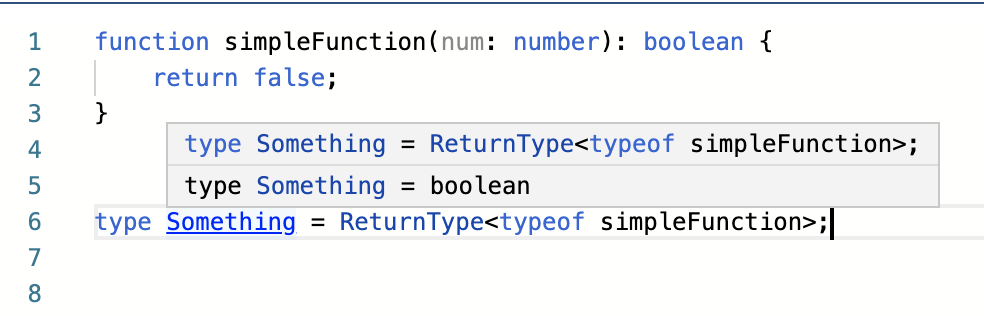 1 function simpleFunction(num: number): boolean {
2 return false;
3 }
4 type Something = ReturnType<typeof simpleFunction>;
5 type Something = boolean
6 type Something = ReturnType<typeof simpleFunction>;
7
8